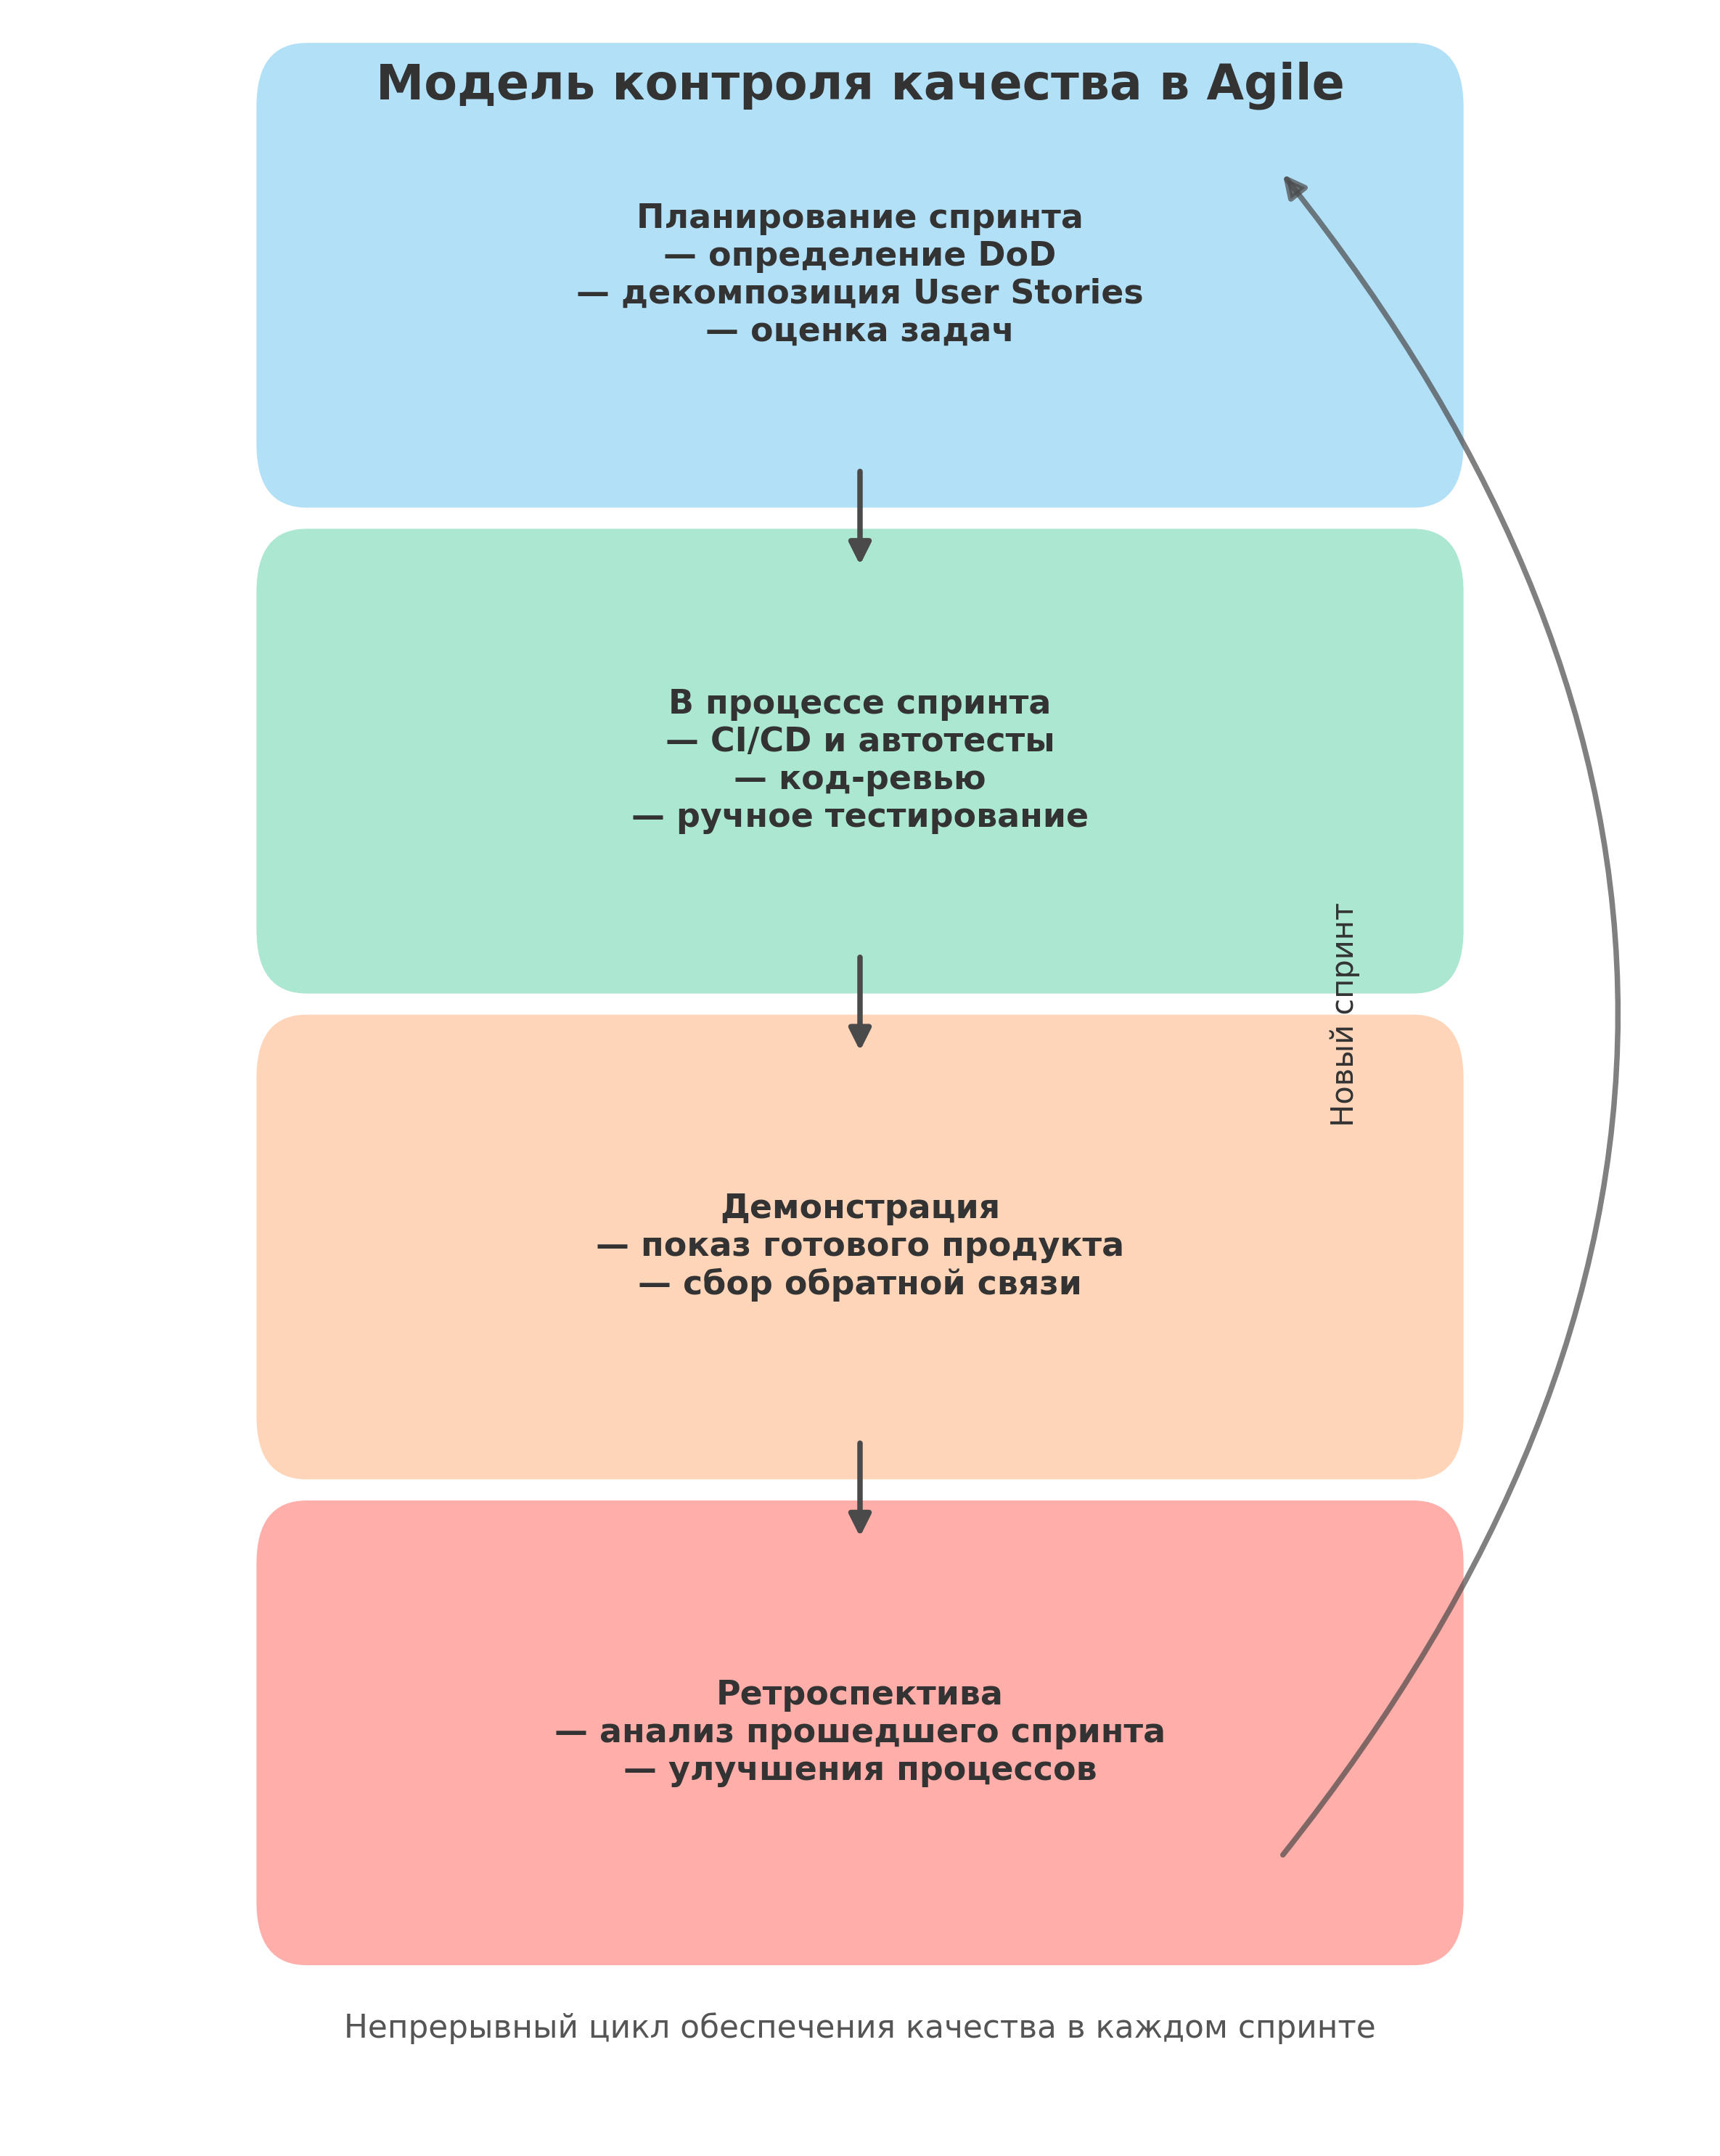 Модель контроля качества в Agile
Планирование спринта
— определение DoD
— декомпозиция User Stories
— оценка задач
В процессе спринта
— CI/CD и автотесты
— код-ревью
— ручное тестирование
Новый спринт
Демонстрация
— показ готового продукта
— сбор обратной связи
Ретроспектива
— анализ прошедшего спринта
— улучшения процессов
Непрерывный цикл обеспечения качества в каждом спринте